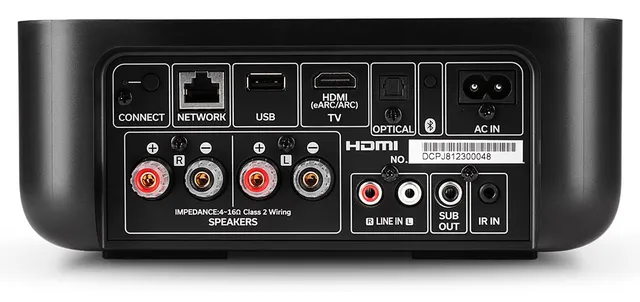 CONNECT
NETWORK
USB
HDMI
(eARC/ARC)
TV
OPTICAL
AC IN
+ R −
+ L −
IMPEDANCE:4~16Ω Class 2 Wiring
SPEAKERS
HDMI
NO. DCPJ812300048
R LINE IN L
SUB
OUT
IR IN